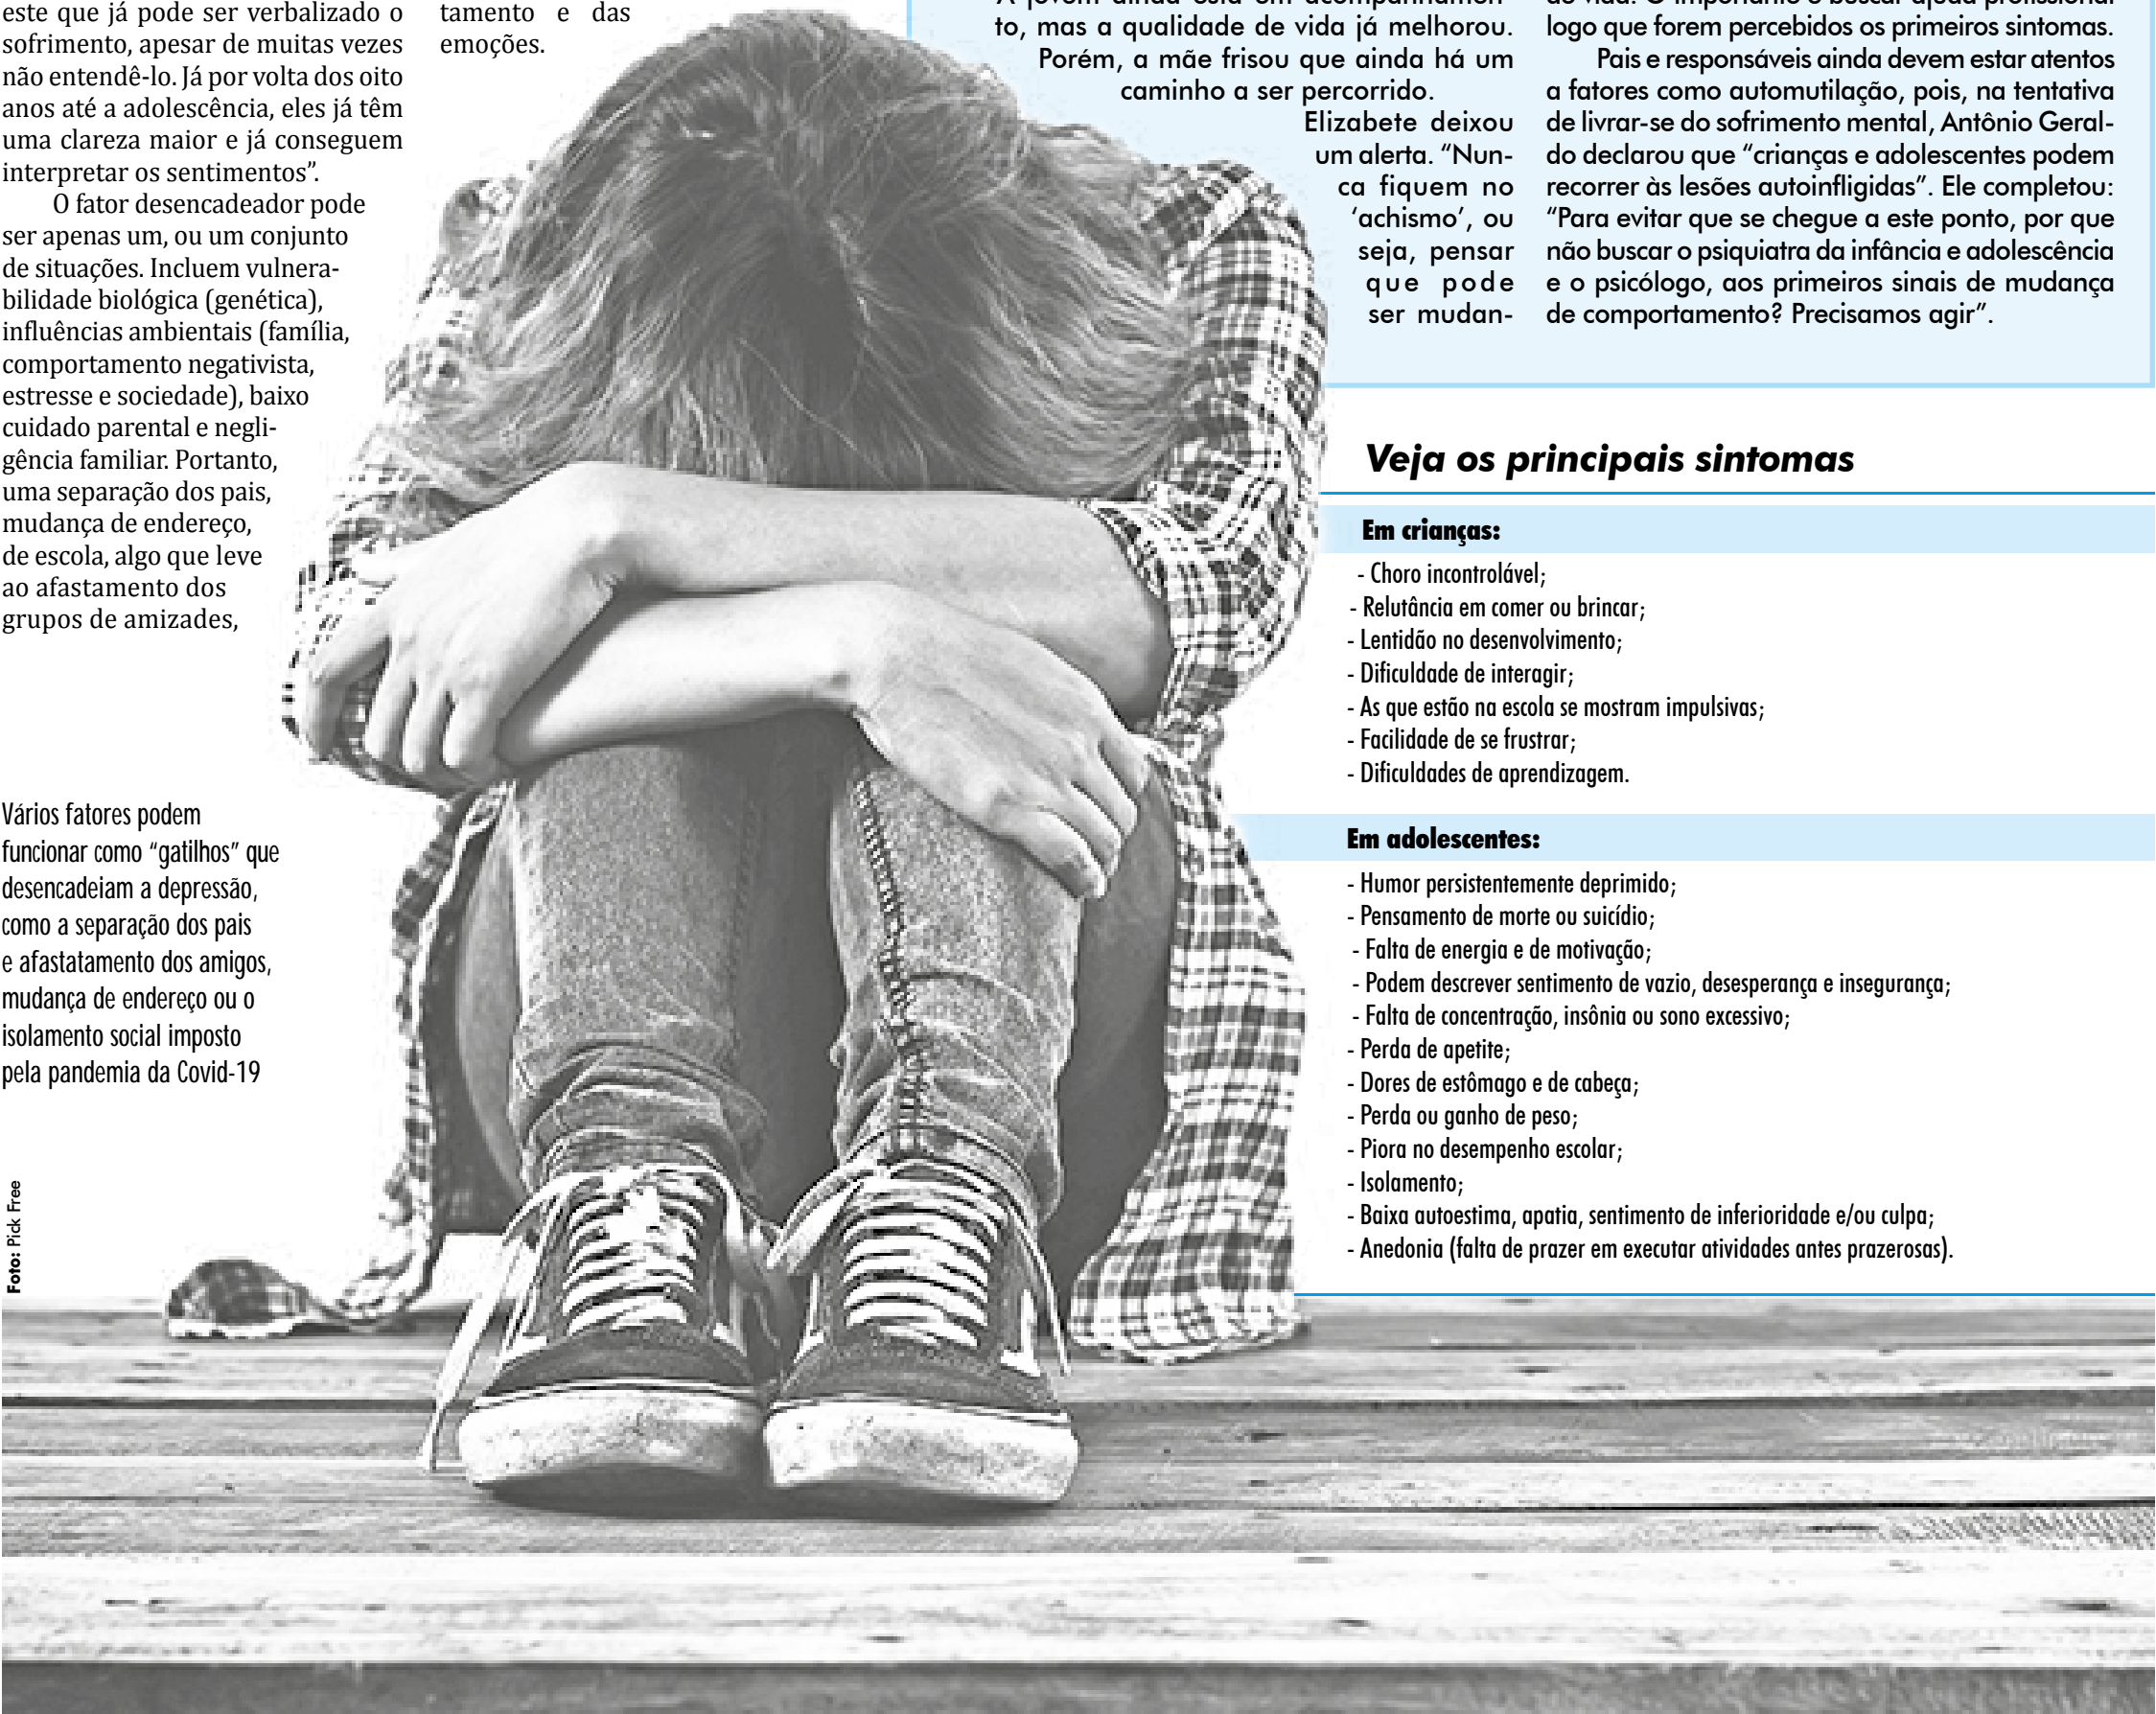 este que já pode ser verbalizado o
sofrimento, apesar de muitas vezes
não entendê-lo. Já por volta dos oito
anos até a adolescência, eles já têm
uma clareza maior e já conseguem
interpretar os sentimentos”.
O fator desencadeador pode
ser apenas um, ou um conjunto
de situações. Incluem vulnera-
bilidade biológica (genética),
influências ambientais (família,
comportamento negativista,
estresse e sociedade), baixo
cuidado parental e negli-
gência familiar. Portanto,
uma separação dos pais,
mudança de endereço,
de escola, algo que leve
ao afastamento dos
grupos de amizades,
tamento e das
emoções.
A jovem ainda está em acompanhamen-
to, mas a qualidade de vida já melhorou.
Porém, a mãe frisou que ainda há um
caminho a ser percorrido.
Elizabete deixou
um alerta. “Nun-
ca fiquem no
‘achismo’, ou
seja, pensar
que pode
ser mudan-
de vida. O importante é buscar ajuda profissional
logo que forem percebidos os primeiros sintomas.
Pais e responsáveis ainda devem estar atentos
a fatores como automutilação, pois, na tentativa
de livrar-se do sofrimento mental, Antônio Geral-
do declarou que “crianças e adolescentes podem
recorrer às lesões autoinfligidas”. Ele completou:
“Para evitar que se chegue a este ponto, por que
não buscar o psiquiatra da infância e adolescência
e o psicólogo, aos primeiros sinais de mudança
de comportamento? Precisamos agir”.
Vários fatores podem
funcionar como “gatilhos” que
desencadeiam a depressão,
como a separação dos pais
e afastatamento dos amigos,
mudança de endereço ou o
isolamento social imposto
pela pandemia da Covid-19
Foto: Pick Free
Veja os principais sintomas
Em crianças:
- Choro incontrolável;
- Relutância em comer ou brincar;
- Lentidão no desenvolvimento;
- Dificuldade de interagir;
- As que estão na escola se mostram impulsivas;
- Facilidade de se frustrar;
- Dificuldades de aprendizagem.
Em adolescentes:
- Humor persistentemente deprimido;
- Pensamento de morte ou suicídio;
- Falta de energia e de motivação;
- Podem descrever sentimento de vazio, desesperança e insegurança;
- Falta de concentração, insônia ou sono excessivo;
- Perda de apetite;
- Dores de estômago e de cabeça;
- Perda ou ganho de peso;
- Piora no desempenho escolar;
- Isolamento;
- Baixa autoestima, apatia, sentimento de inferioridade e/ou culpa;
- Anedonia (falta de prazer em executar atividades antes prazerosas).